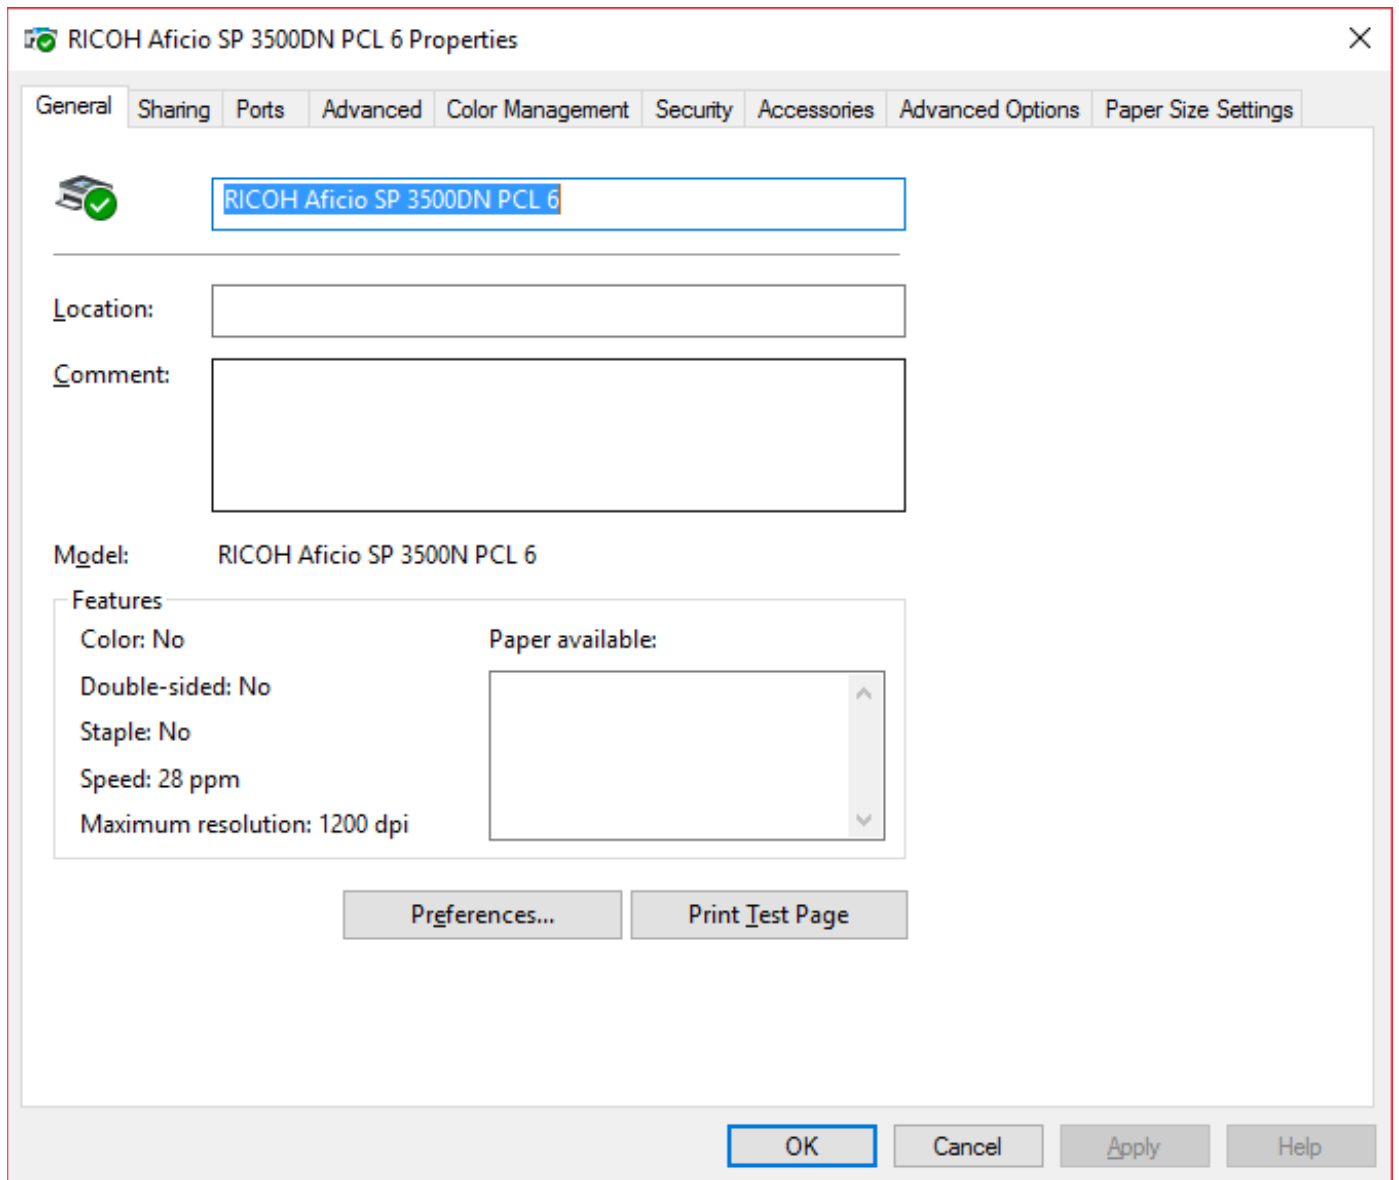 RICOH Aficio SP 3500DN PCL 6 Properties
General Sharing Ports Advanced Color Management Security Accessories Advanced Options Paper Size Settings
RICOH Aficio SP 3500DN PCL 6
Location:
Comment:
Model: RICOH Aficio SP 3500N PCL 6
Features
Color: No Paper available:
Double-sided: No
Staple: No
Speed: 28 ppm
Maximum resolution: 1200 dpi
Preferences... Print Test Page
OK Cancel Apply Help